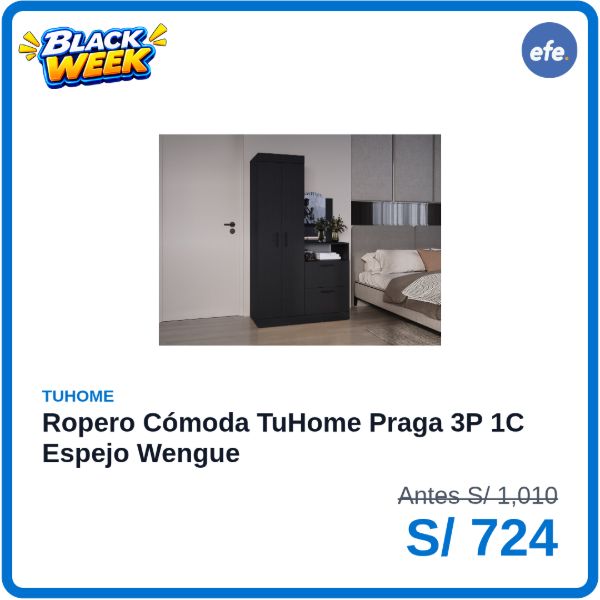 BLACK
WEEK
efe.
TUHOME
Ropero Cómoda TuHome Praga 3P 1C
Espejo Wengue
Antes S/ 1,010
S/ 724